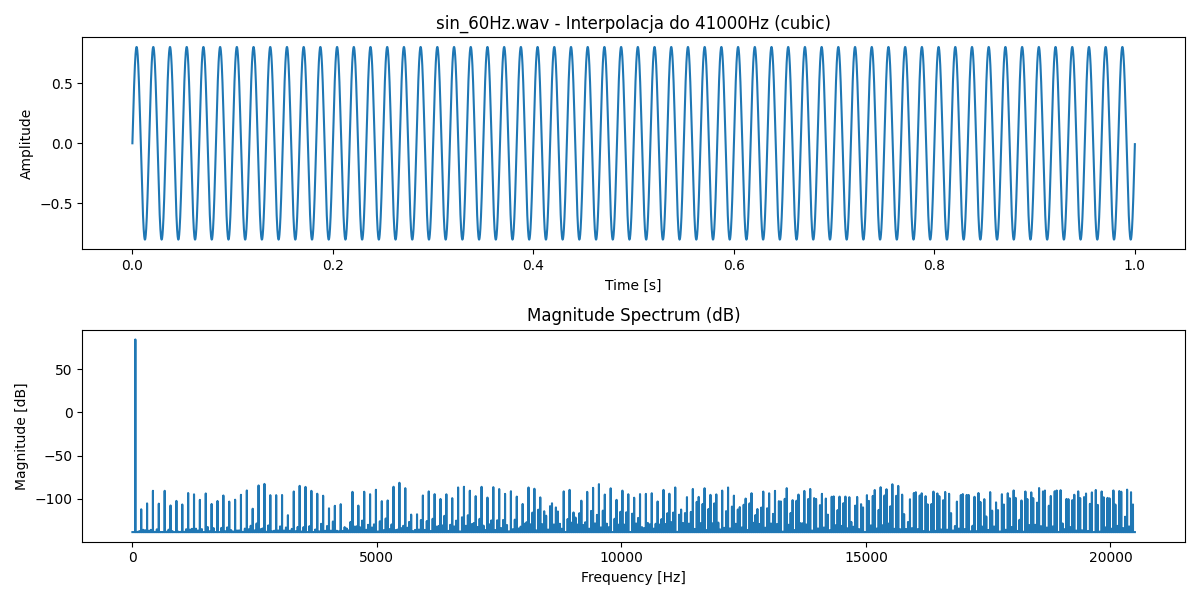 sin_60Hz.wav - Interpolacja do 41000Hz (cubic)
0.5
0.0
−0.5
Amplitude
0.0 0.2 0.4 0.6 0.8 1.0
Time [s]
Magnitude Spectrum (dB)
50
0
−50
−100
Magnitude [dB]
0 5000 10000 15000 20000
Frequency [Hz]